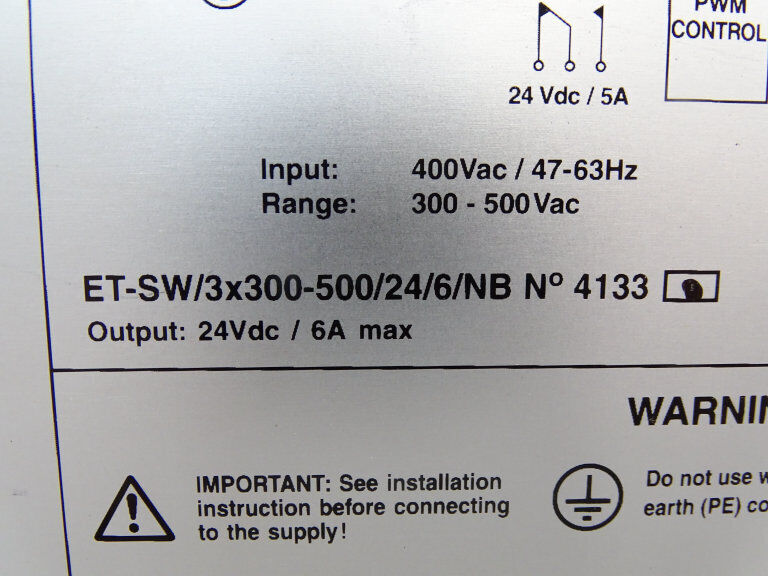 PWM
CONTROL
24 Vdc / 5A
Input: 400Vac / 47-63Hz
Range: 300 - 500Vac
ET-SW/3x300-500/24/6/NB Nº 4133
Output: 24Vdc / 6A max
WARNIN
IMPORTANT: See installation
instruction before connecting
to the supply!
Do not use
earth (PE) co